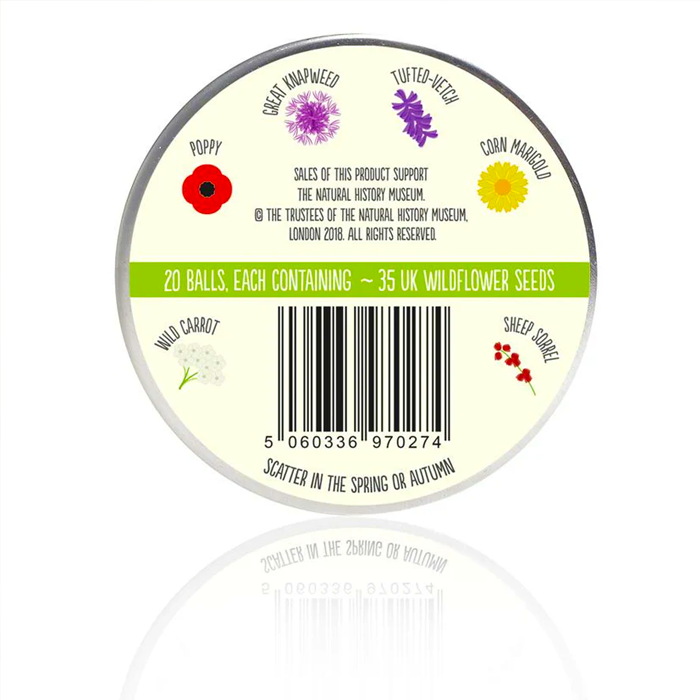 GREAT KNAPWEED
TUFTED-VETCH
POPPY
CORN MARIGOLD
SALES OF THIS PRODUCT SUPPORT
THE NATURAL HISTORY MUSEUM.
© THE TRUSTEES OF THE NATURAL HISTORY MUSEUM,
LONDON 2018. ALL RIGHTS RESERVED.
20 BALLS, EACH CONTAINING ~ 35 UK WILDFLOWER SEEDS
WILD CARROT
SHEEP SORREL
5 060336 970274
SCATTER IN THE SPRING OR AUTUMN